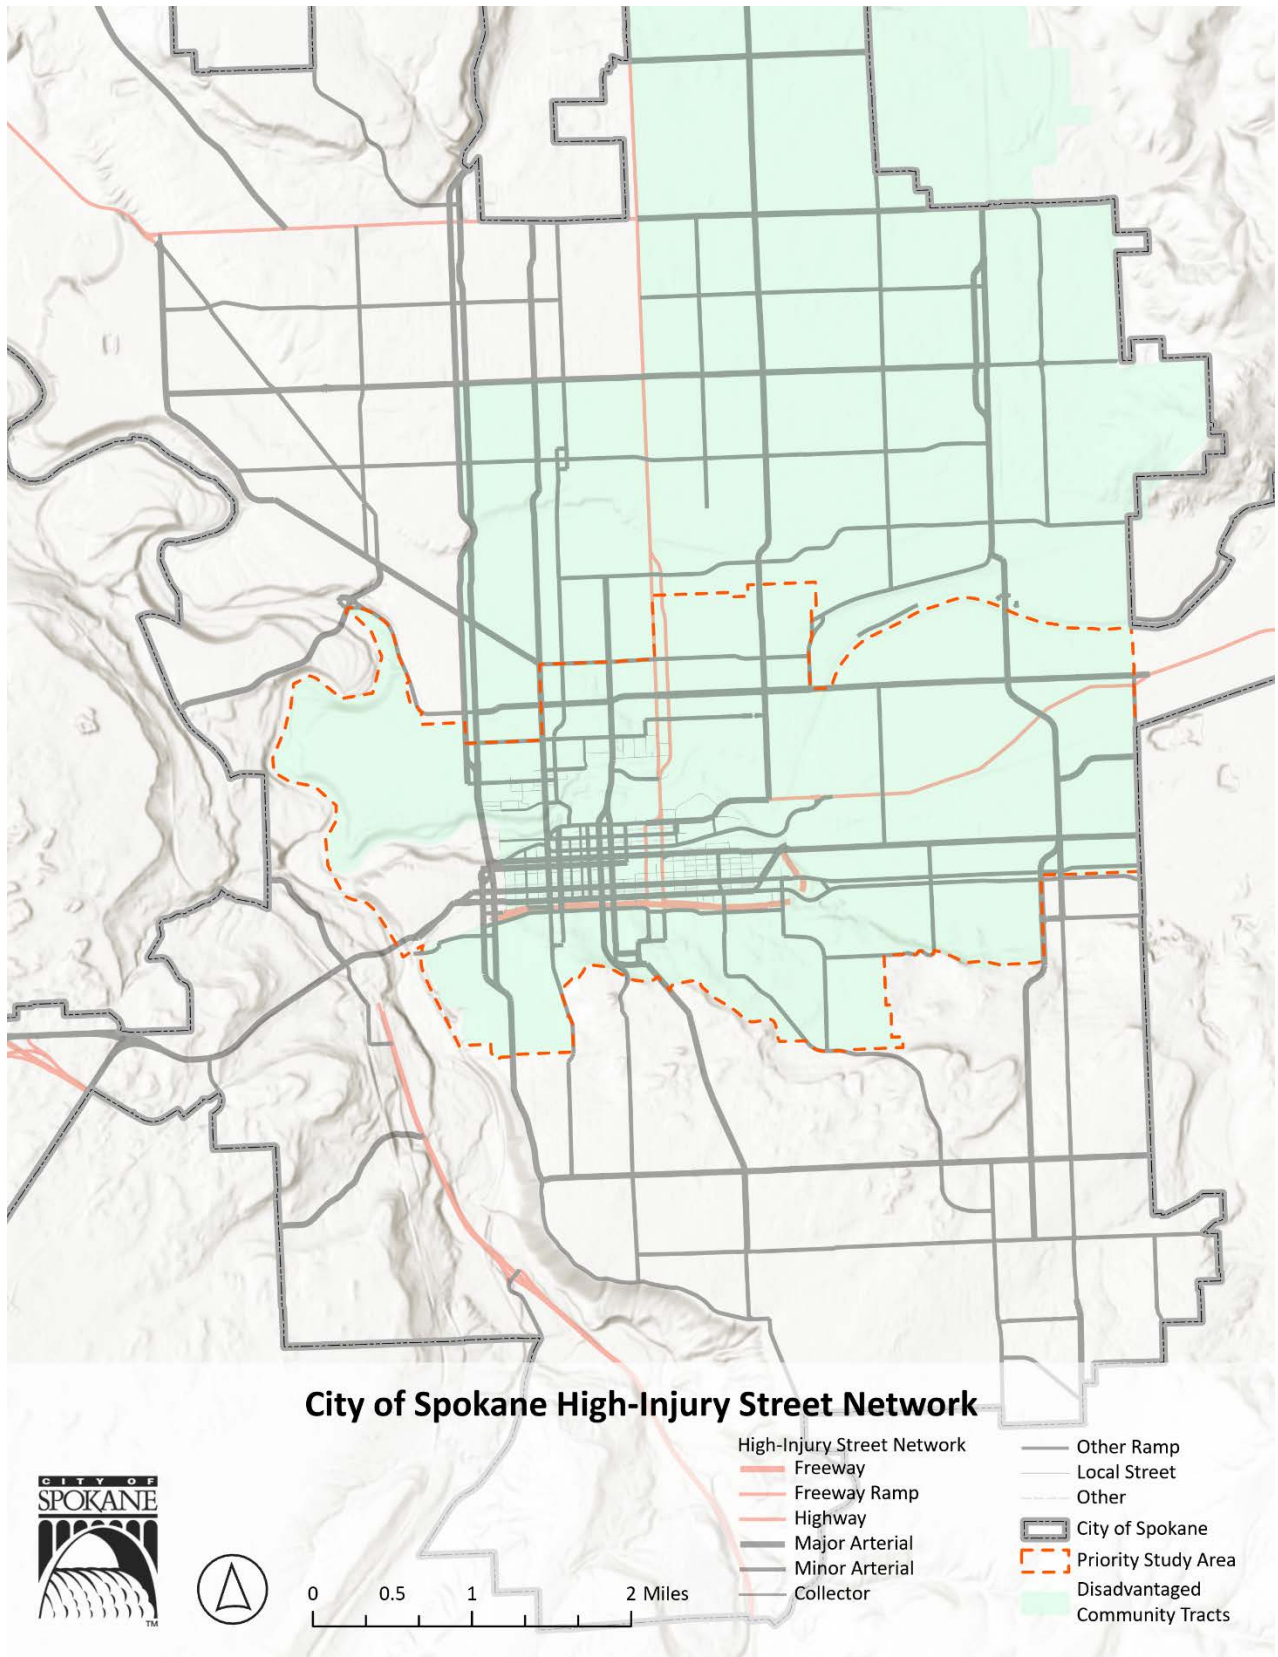 City of Spokane High-Injury Street Network
High-Injury Street Network
Freeway
Freeway Ramp
Highway
Major Arterial
Minor Arterial
Collector
Other Ramp
Local Street
Other
City of Spokane
Priority Study Area
Disadvantaged
Community Tracts
CITY OF
SPOKANE
TM
0 0.5 1 2 Miles